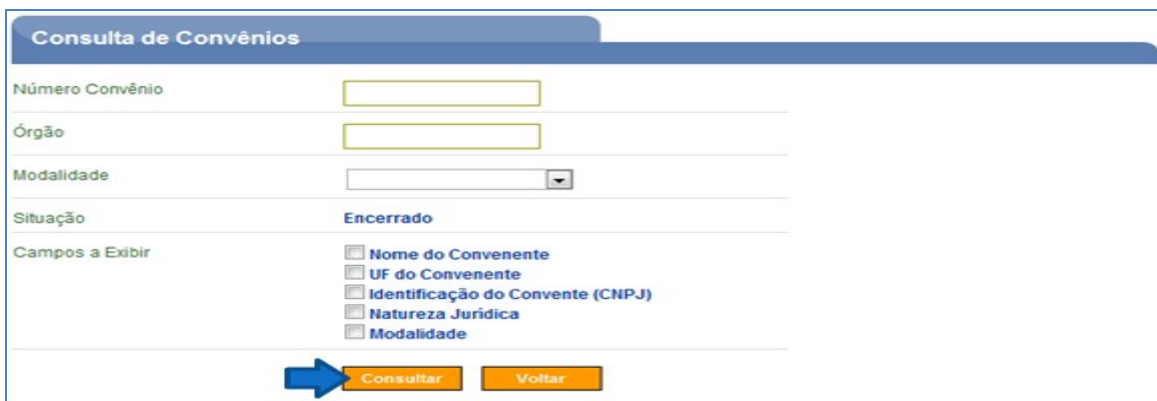 Consulta de Convênios
Número Convênio
Órgão
Modalidade
Situação Encerrado
Campos a Exibir Nome do Convenente
UF do Convenente
Identificação do Convente (CNPJ)
Natureza Jurídica
Modalidade
Consultar Voltar